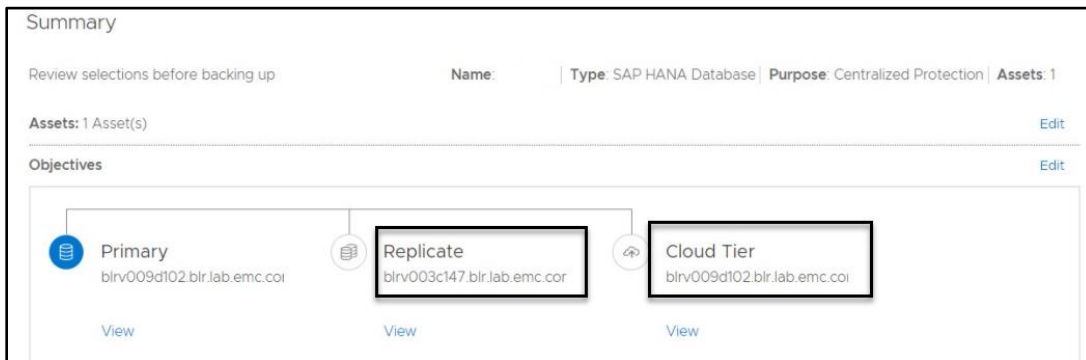 Summary
Review selections before backing up Name: Type: SAP HANA Database Purpose: Centralized Protection Assets: 1
Assets: 1 Asset(s) Edit
Objectives Edit
Primary Replicate Cloud Tier
blrv009d102.blr.lab.emc.cor blrv003c147.blr.lab.emc.cor blrv009d102.blr.lab.emc.coi
View View View